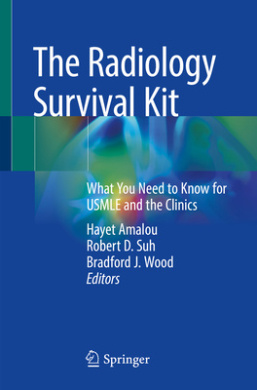 The Radiology
Survival Kit
What You Need to Know for
USMLE and the Clinics
Hayet Amalou
Robert D. Suh
Bradford J. Wood
Editors
Springer